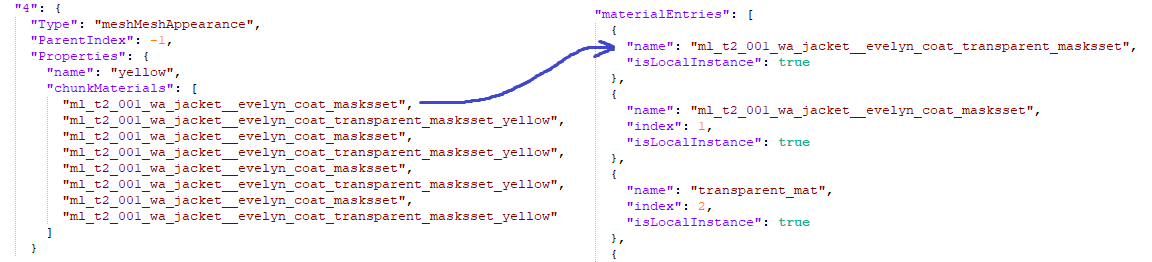 "4": {
"Type": "meshMeshAppearance",
"ParentIndex": -1,
"Properties": {
"name": "yellow",
"chunkMaterials": [
"ml_t2_001_wa_jacket__evelyn_coat_masksset",
"ml_t2_001_wa_jacket__evelyn_coat_transparent_masksset_yellow",
"ml_t2_001_wa_jacket__evelyn_coat_masksset",
"ml_t2_001_wa_jacket__evelyn_coat_transparent_masksset_yellow",
"ml_t2_001_wa_jacket__evelyn_coat_masksset",
"ml_t2_001_wa_jacket__evelyn_coat_transparent_masksset_yellow",
"ml_t2_001_wa_jacket__evelyn_coat_masksset",
"ml_t2_001_wa_jacket__evelyn_coat_transparent_masksset_yellow"
]
}
"materialEntries": [
{
"name": "ml_t2_001_wa_jacket__evelyn_coat_transparent_masksset",
"isLocalInstance": true
},
{
"name": "ml_t2_001_wa_jacket__evelyn_coat_masksset",
"index": 1,
"isLocalInstance": true
},
{
"name": "transparent_mat",
"index": 2,
"isLocalInstance": true
},
{